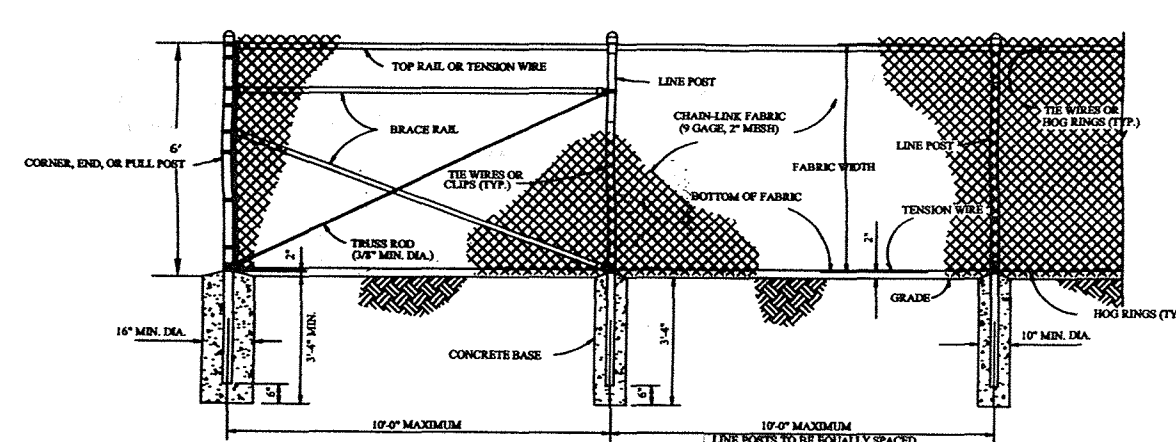 TOP RAIL OR TENSION WIRE
LINE POST
BRACE RAIL
CHAIN-LINK FABRIC
(9 GAGE, 2" MESH)
TIE WIRES OR
HOG RINGS (TYP.)
6'
CORNER, END, OR PULL POST
LINE POST
TIE WIRES OR
CLIPS (TYP.)
FABRIC WIDTH
BOTTOM OF FABRIC
TENSION WIRE
TRUSS ROD
(3/8" MIN. DIA.)
2"
2"
GRADE
HOG RINGS (TY
16" MIN. DIA.
3'-4" MIN.
CONCRETE BASE
3'-4"
10" MIN. DIA.
6"
6"
10'-0" MAXIMUM
10'-0" MAXIMUM
LINE POSTS TO BE EQUALLY SPACED